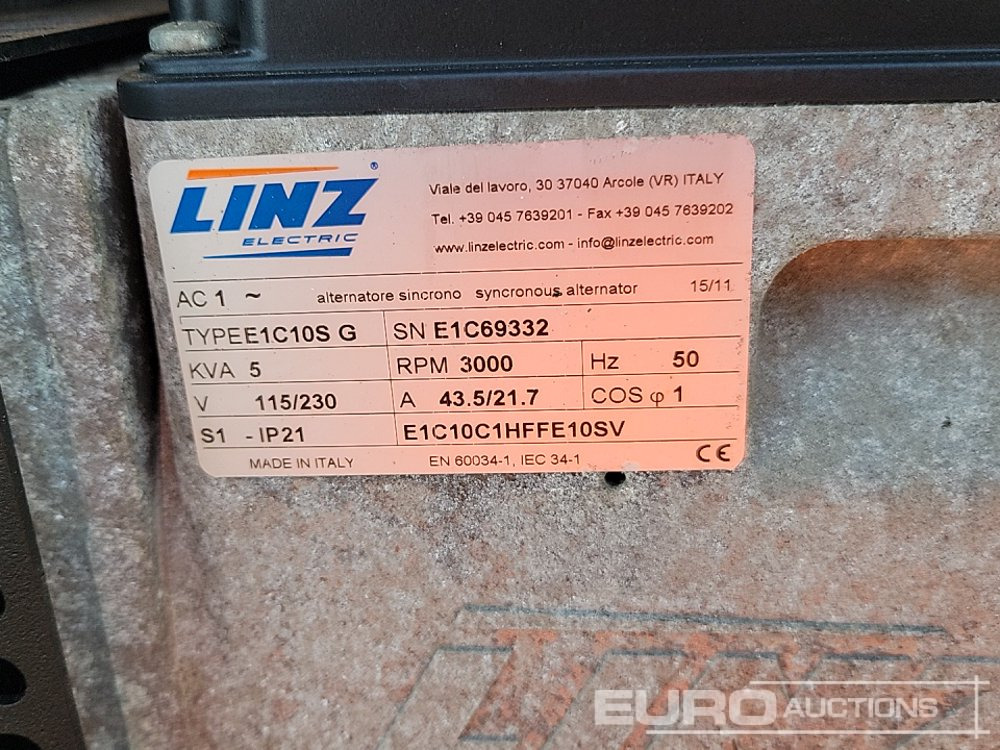 LINZ ®
ELECTRIC
Viale del lavoro, 30 37040 Arcole (VR) ITALY
Tel. +39 045 7639201 - Fax +39 045 7639202
www.linzelectric.com - info@linzelectric.com
AC 1 ~ alternatore sincrono syncronous alternator 15/11
TYPE E1C10S G SN E1C69332
KVA 5 RPM 3000 Hz 50
V 115/230 A 43.5/21.7 COS φ 1
S1 - IP21 E1C10C1HFFE10SV
MADE IN ITALY EN 60034-1, IEC 34-1 CE
EURO AUCTIONS